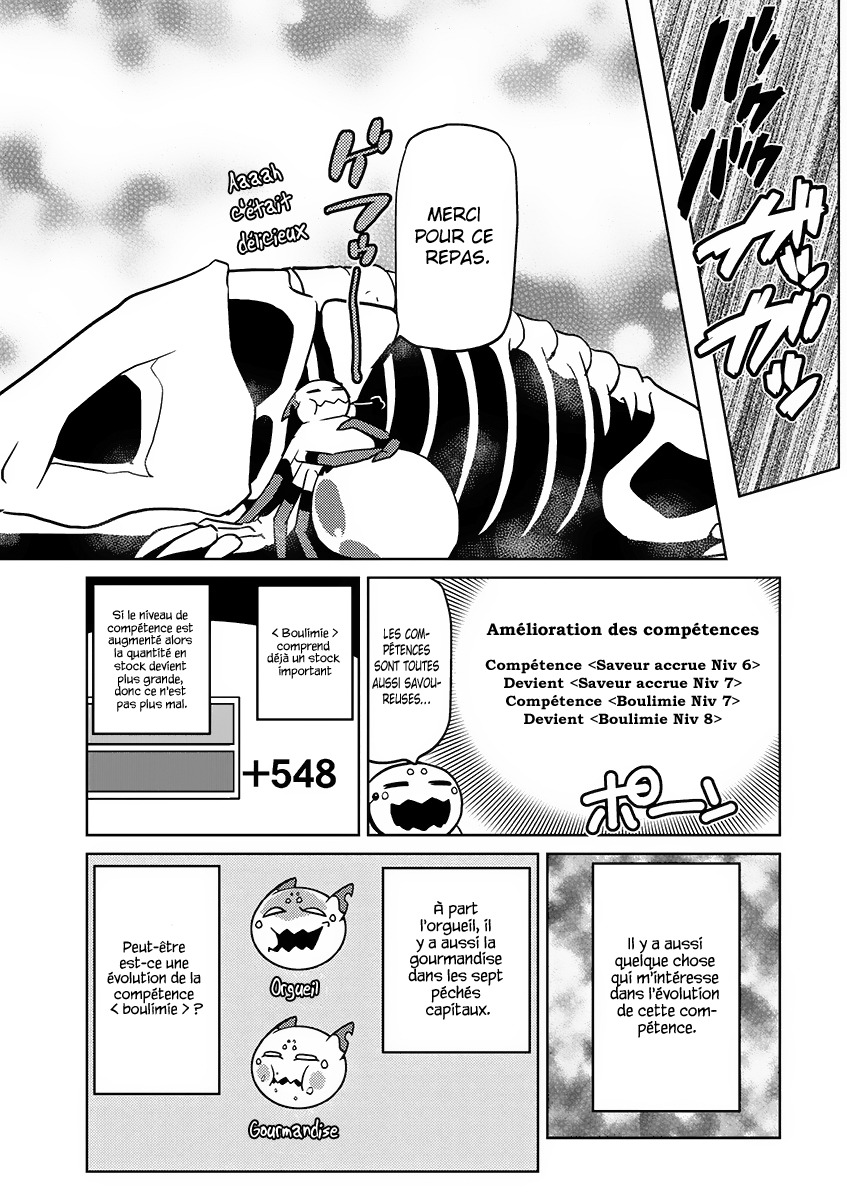 バクバク
ガツガツ
MERCI
POUR CE
REPAS.
ゲフッ
Aaaah
c'était
délicieux
Amélioration des compétences
Compétence <Saveur accrue Niv 6>
Devient <Saveur accrue Niv 7>
Compétence <Boulimie Niv 7>
Devient <Boulimie Niv 8>
ポーン
LES COM-
PÉTENCES
SONT TOUTES
AUSSI SAVOU-
REUSES...
< Boulimie >
comprend
déjà un stock
important
Si le niveau de
compétence est
augmenté alors
la quantité en
stock devient
plus grande,
donc ce n'est
pas plus mal.
+548
Il y a aussi
quelque chose
qui m'intéresse
dans l'évolution
de cette com-
pétence.
À part
l'orgueil, il
y a aussi la
gourmandise
dans les sept
péchés
capitaux.
Orgueil
Gourmandise
Peut-être
est-ce une
évolution de la
compétence
< boulimie > ?